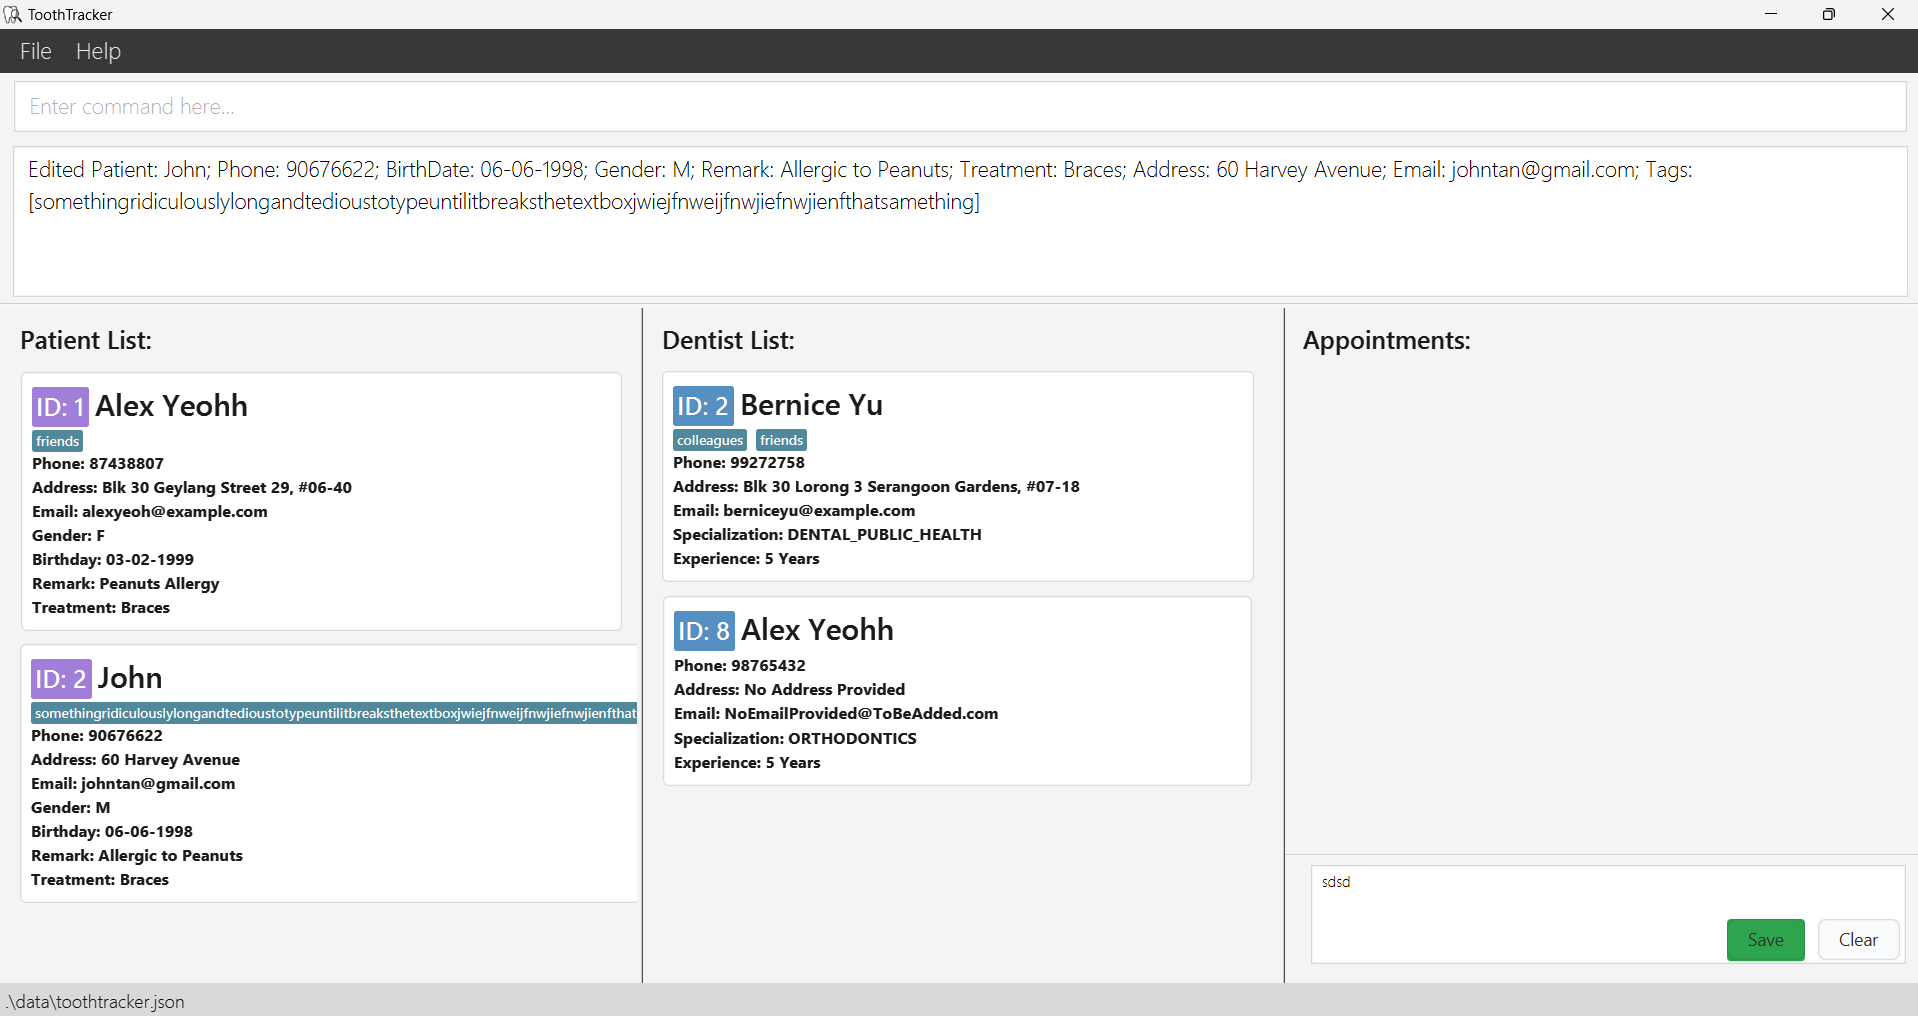 ToothTracker
File Help
Enter command here...
Edited Patient: John; Phone: 90676622; BirthDate: 06-06-1998; Gender: M; Remark: Allergic to Peanuts; Treatment: Braces; Address: 60 Harvey Avenue; Email: johntan@gmail.com; Tags:
[somethingridiculouslylongandtedioustotypeuntilitbreaksthetextboxjwiejfnweijfnwjiefnwjienfthatsamething]
Patient List:
ID: 1 Alex Yeohh
friends
Phone: 87438807
Address: Blk 30 Geylang Street 29, #06-40
Email: alexyeoh@example.com
Gender: F
Birthday: 03-02-1999
Remark: Peanuts Allergy
Treatment: Braces
ID: 2 John
somethingridiculouslylongandtedioustotypeuntilitbreaksthetextboxjwiejfnweijfnwjiefnwjienfthat
Phone: 90676622
Address: 60 Harvey Avenue
Email: johntan@gmail.com
Gender: M
Birthday: 06-06-1998
Remark: Allergic to Peanuts
Treatment: Braces
Dentist List:
ID: 2 Bernice Yu
colleagues friends
Phone: 99272758
Address: Blk 30 Lorong 3 Serangoon Gardens, #07-18
Email: berniceyu@example.com
Specialization: DENTAL_PUBLIC_HEALTH
Experience: 5 Years
ID: 8 Alex Yeohh
Phone: 98765432
Address: No Address Provided
Email: NoEmailProvided@ToBeAdded.com
Specialization: ORTHODONTICS
Experience: 5 Years
Appointments:
sdsd
Save Clear
.\data\toothtracker.json